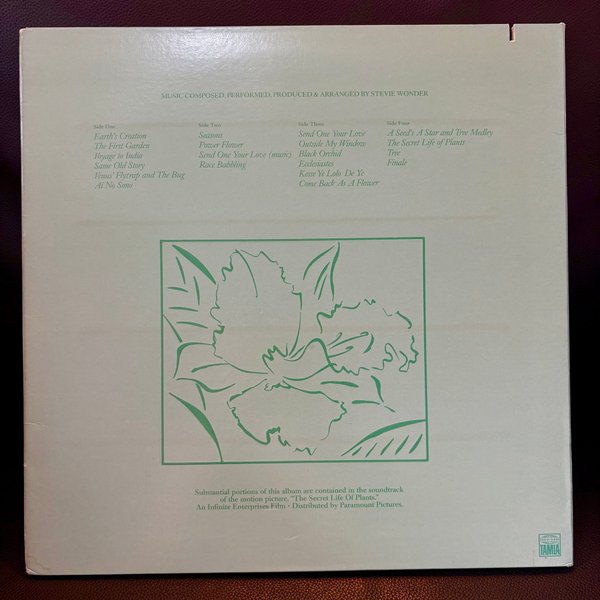 MUSIC COMPOSED, PERFORMED, PRODUCED & ARRANGED BY STEVIE WONDER
Side One
Earth's Creation
The First Garden
Voyage to India
Same Old Story
Venus' Flytrap and The Bug
Ai No Sono
Side Two
Seasons
Power Flower
Send One Your Love (music)
Race Babbling
Side Three
Send One Your Love
Outside My Window
Black Orchid
Ecclesiastes
Kesse Ye Lolo De Ye
Come Back As A Flower
Side Four
A Seed's A Star and Tree Medley
The Secret Life of Plants
Tree
Finale
Substantial portions of this album are contained in the soundtrack
of the motion picture, "The Secret Life Of Plants."
An Infinite Enterprises Film • Distributed by Paramount Pictures.
TAMLA